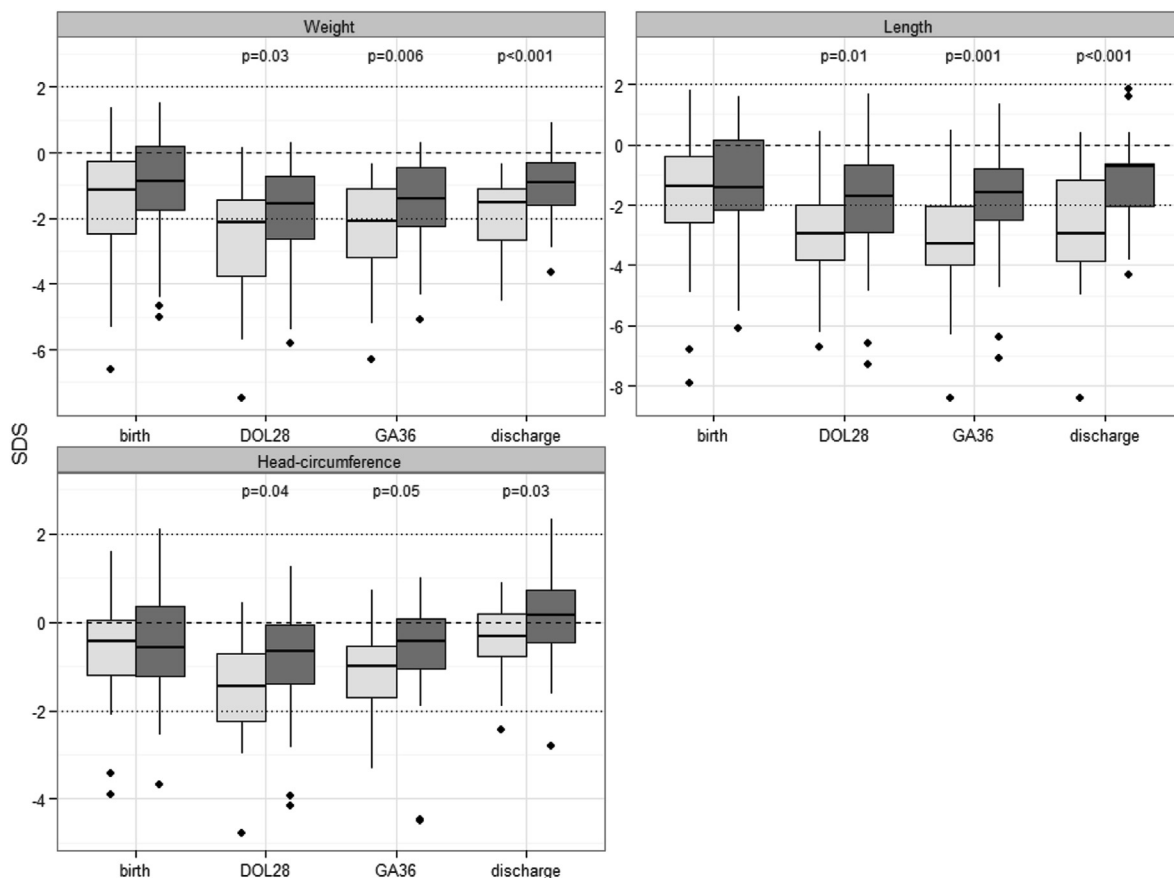 Weight
p=0.03 p=0.006 p<0.001
2
0
-2
-4
-6
birth DOL28 GA36 discharge
Length
p=0.01 p=0.001 p<0.001
2
0
-2
-4
-6
-8
birth DOL28 GA36 discharge
SDS
Head-circumference
p=0.04 p=0.05 p=0.03
2
0
-2
-4
birth DOL28 GA36 discharge